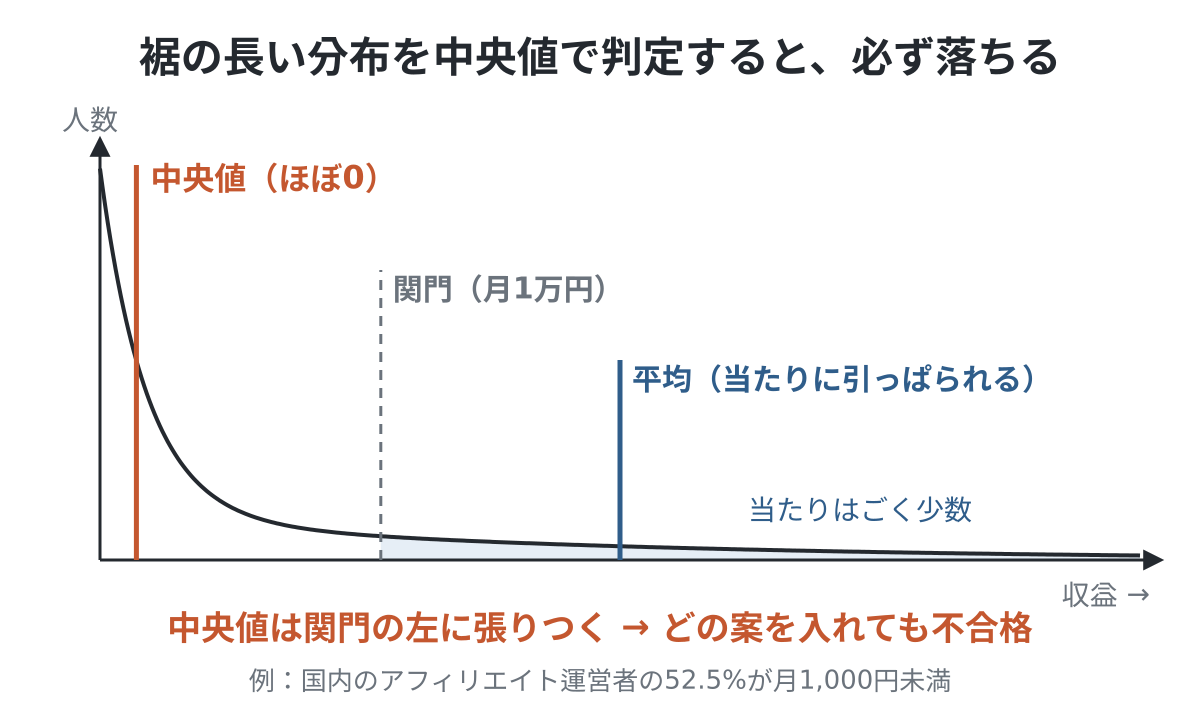 裾の長い分布を中央値で判定すると、必ず落ちる
人数
中央値（ほぼ0）
関門（月1万円）
平均（当たりに引っぱられる）
当たりはごく少数
収益 →
中央値は関門の左に張りつく → どの案を入れても不合格
例：国内のアフィリエイト運営者の52.5%が月1,000円未満